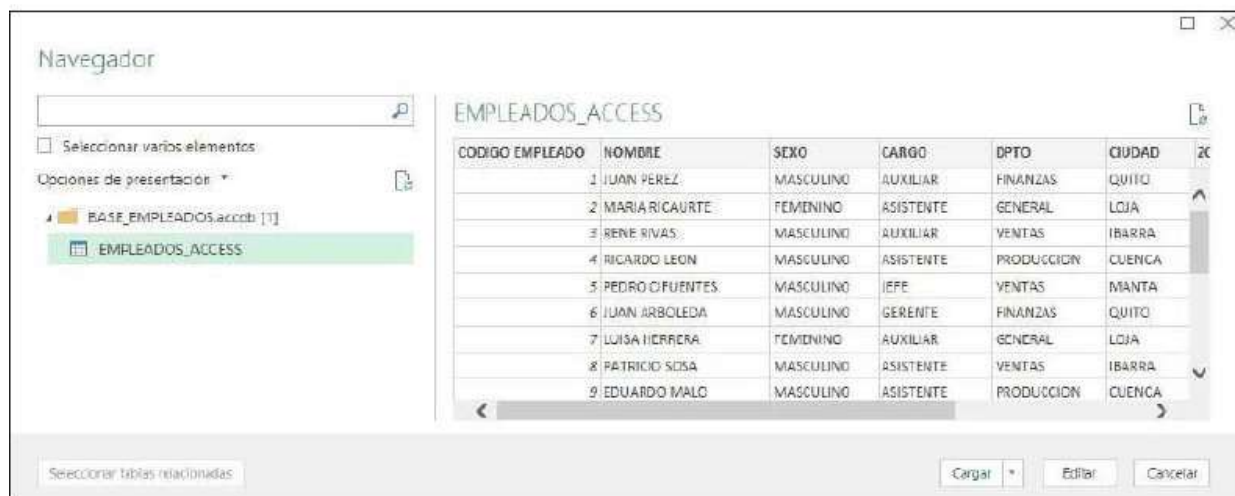 Navegador
Seleccionar varios elementos
Opciones de presentación
BASE_EMPLEADOS.accdb [1]
EMPLEADOS_ACCESS
EMPLEADOS_ACCESS
CODIGO EMPLEADO NOMBRE SEXO CARGO DPTO CIUDAD 20
1 JUAN PEREZ MASCULINO AUXILIAR FINANZAS QUITO
2 MARIA RICAURTE FEMENINO ASISTENTE GENERAL LOJA
3 RENE RIVAS MASCULINO AUXILIAR VENTAS IBARRA
4 RICARDO LEON MASCULINO ASISTENTE PRODUCCION CUENCA
5 PEDRO CIFUENTES MASCULINO JEFE VENTAS MANTA
6 JUAN ARBOLEDA MASCULINO GERENTE FINANZAS QUITO
7 LUISA HERRERA FEMENINO AUXILIAR GENERAL LOJA
8 PATRICIO SOSA MASCULINO ASISTENTE VENTAS IBARRA
9 EDUARDO MALO MASCULINO ASISTENTE PRODUCCION CUENCA
Seleccionar tablas relacionadas
Cargar Editar Cancelar